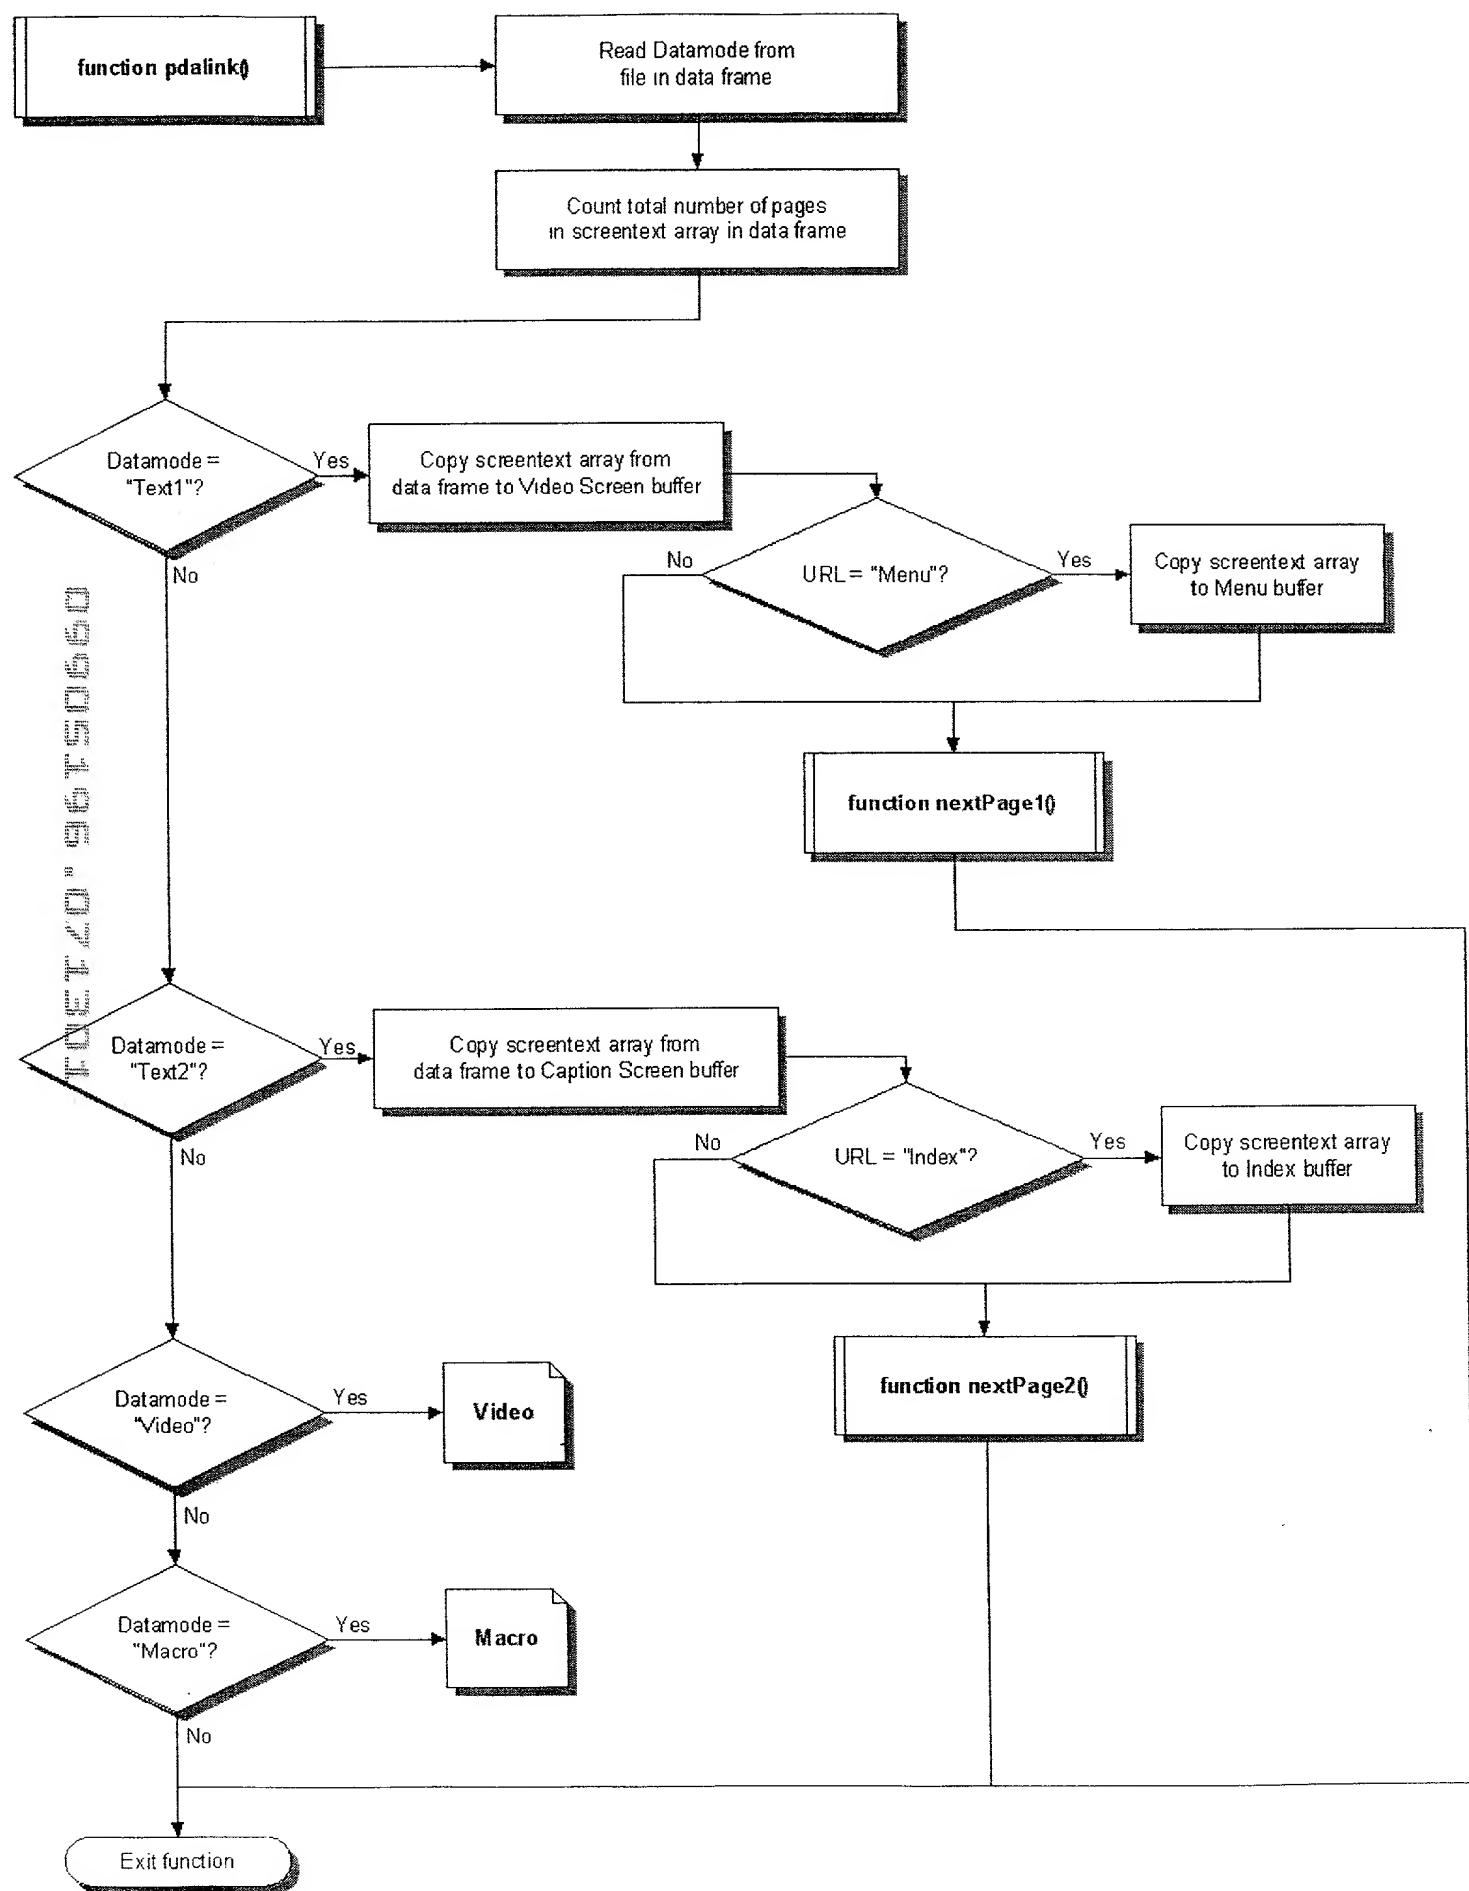 function pdalink()
Read Datamode from
file in data frame
Count total number of pages
in screentext array in data frame
Datamode =
"Text1"?
Yes
No
Copy screentext array from
data frame to Video Screen buffer
URL = "Menu"?
No
Yes
Copy screentext array
to Menu buffer
function nextPage1()
09905196.071301
Datamode =
"Text2"?
Yes
No
Copy screentext array from
data frame to Caption Screen buffer
URL = "Index"?
No
Yes
Copy screentext array
to Index buffer
function nextPage2()
Datamode =
"Video"?
Yes
No
Video
Datamode =
"Macro"?
Yes
No
Macro
Exit function